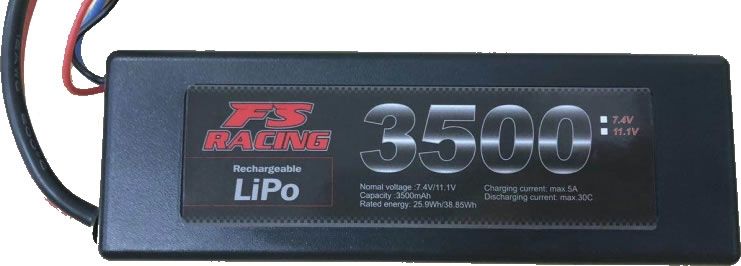 FS
RACING
Rechargeable
LiPo
3500
7.4V
11.1V
Nomal voltage :7.4V/11.1V
Capacity :3500mAh
Rated energy: 25.9Wh/38.85Wh
Charging current: max.5A
Discharging current: max.30C